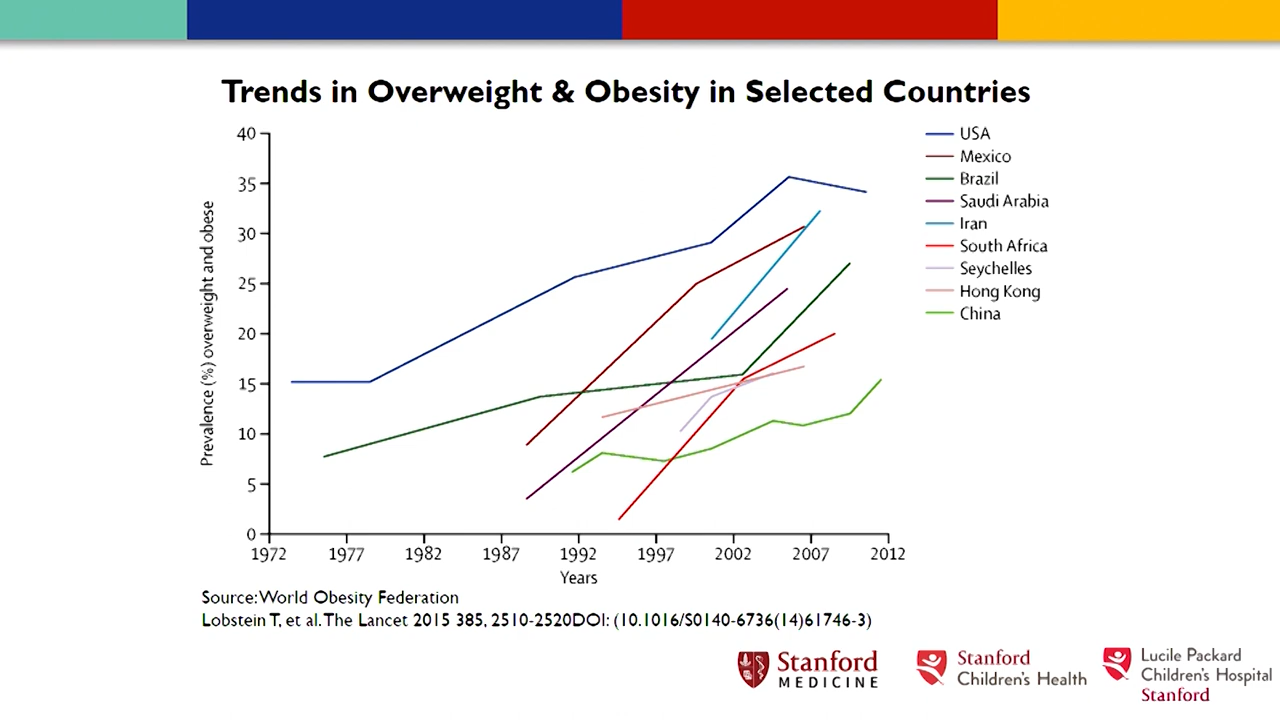 Trends in Overweight & Obesity in Selected Countries
40
35
30
25
20
15
10
5
0
Prevalence (%) overweight and obese
1972 1977 1982 1987 1992 1997 2002 2007 2012
Years
USA
Mexico
Brazil
Saudi Arabia
Iran
South Africa
Seychelles
Hong Kong
China
Source: World Obesity Federation
Lobstein T, et al. The Lancet 2015 385, 2510-2520DOI: (10.1016/S0140-6736(14)61746-3)
Stanford
MEDICINE
Stanford
Children's Health
Lucile Packard
Children's Hospital
Stanford